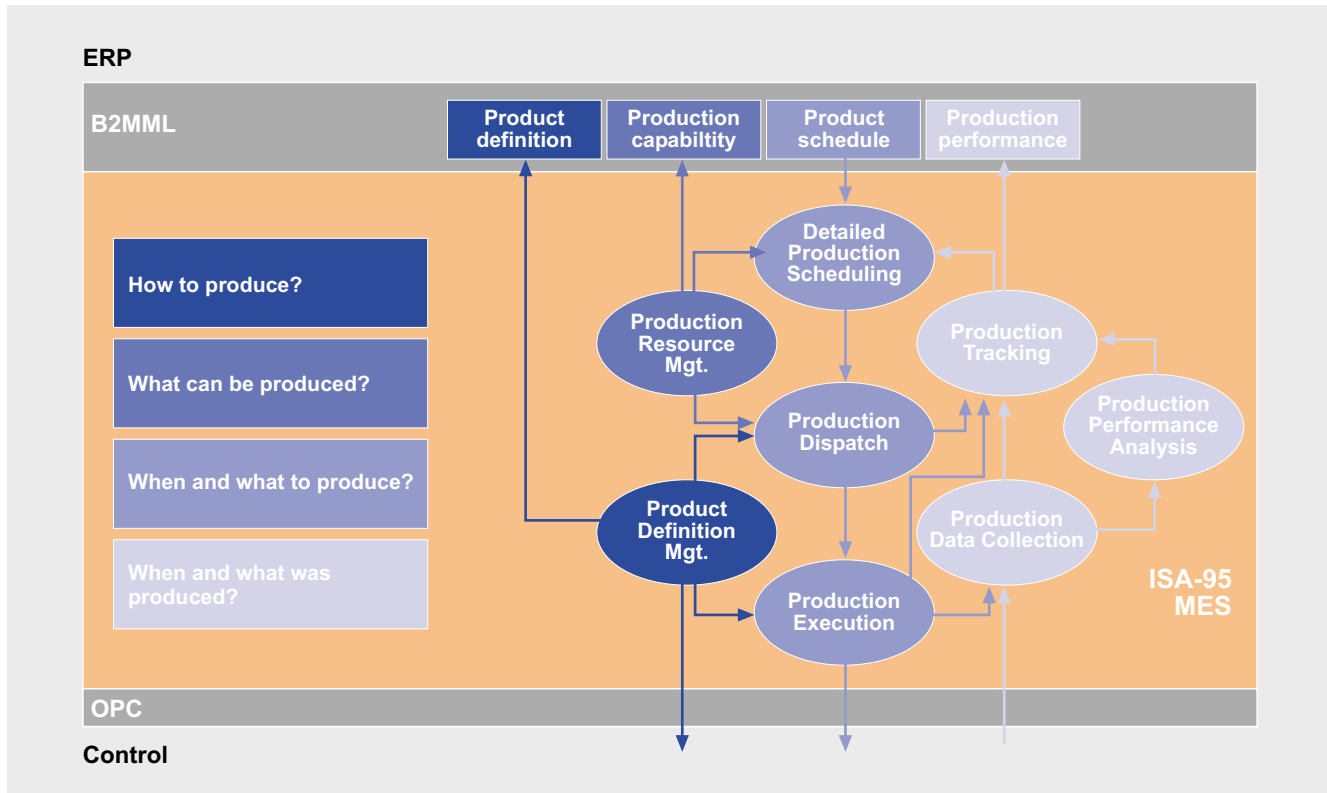 ERP
B2MML
Product
definition
Production
capabiltity
Product
schedule
Production
performance
How to produce?
What can be produced?
When and what to produce?
When and what was
produced?
Detailed
Production
Scheduling
Production
Resource
Mgt.
Production
Tracking
Production
Dispatch
Production
Performance
Analysis
Product
Definition
Mgt.
Production
Data Collection
Production
Execution
ISA-95
MES
OPC
Control